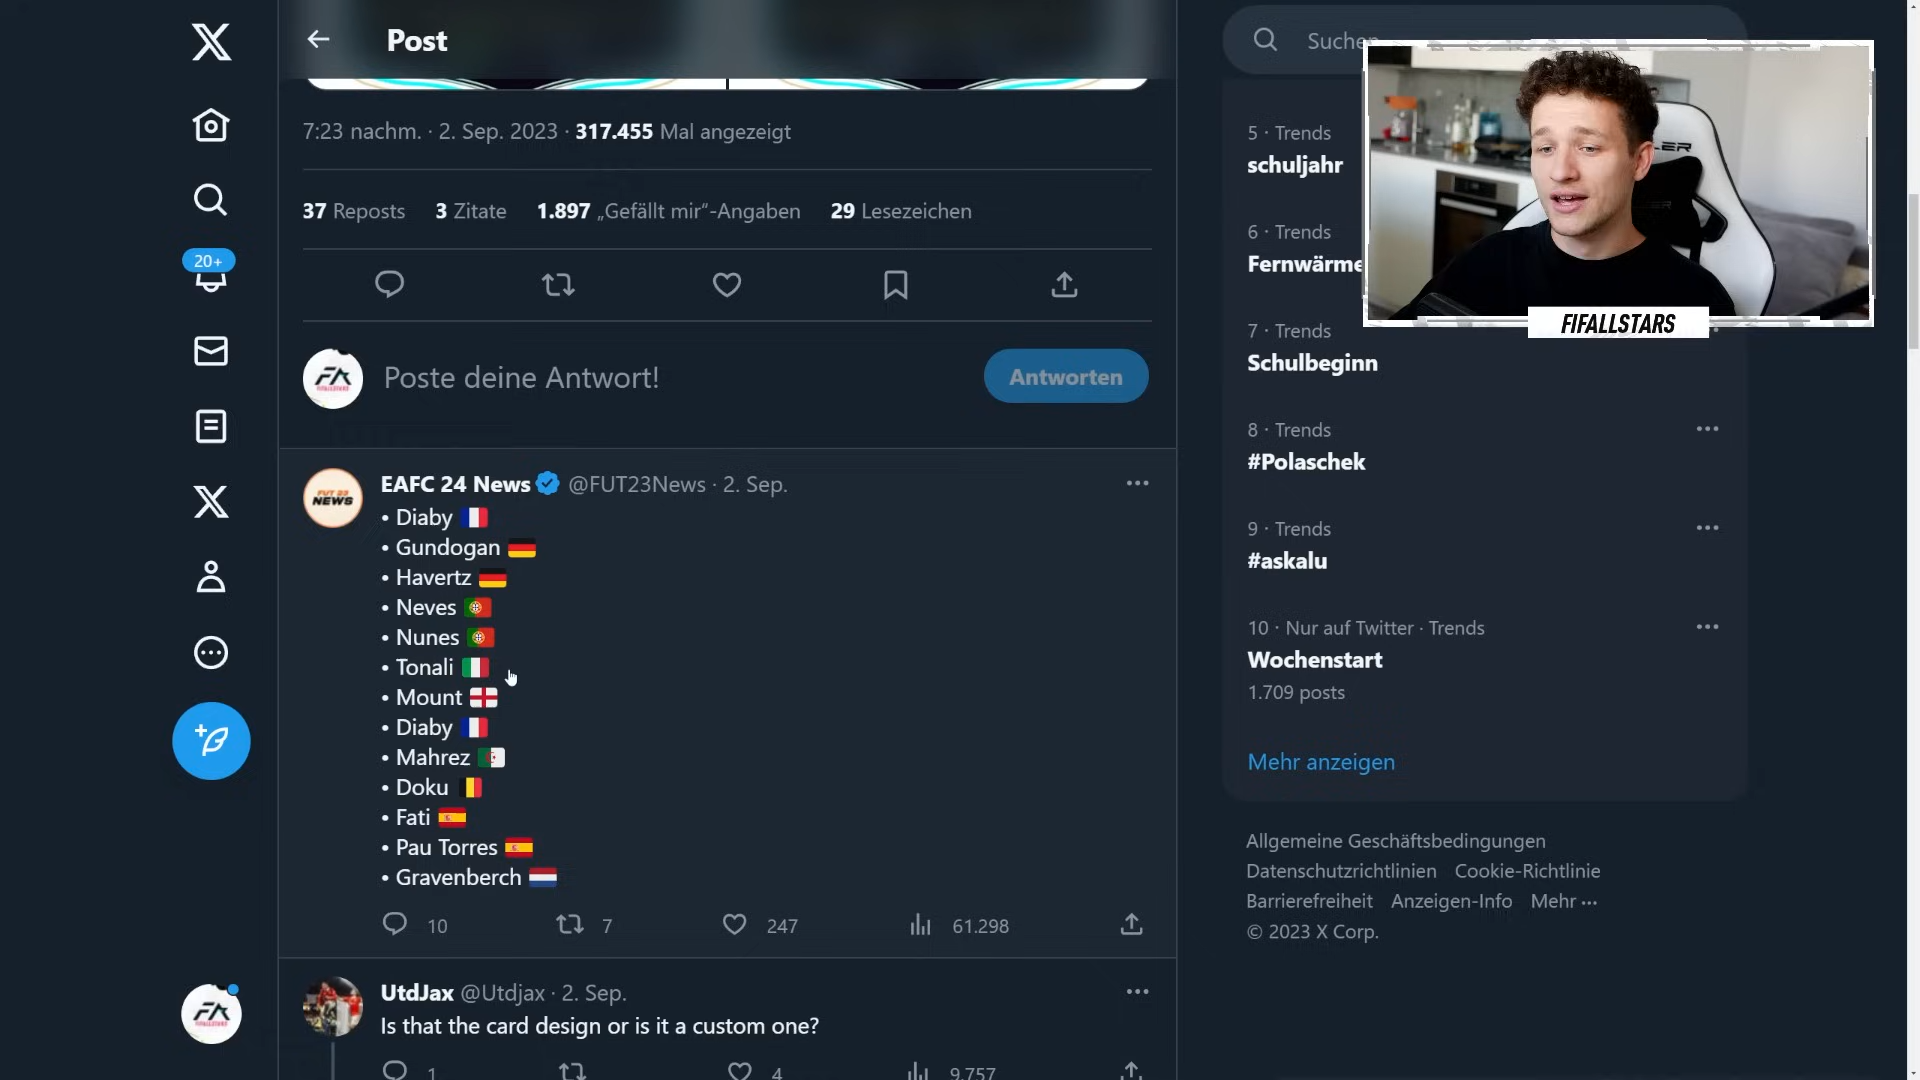 Post
Suchen
7:23 nachm. · 2. Sep. 2023 · 317.455 Mal angezeigt
37 Reposts 3 Zitate 1.897 „Gefällt mir“-Angaben 29 Lesezeichen
20+
Poste deine Antwort!
Antworten
FUT 23
NEWS
EAFC 24 News @FUT23News · 2. Sep.
• Diaby
• Gundogan
• Havertz
• Neves
• Nunes
• Tonali
• Mount
• Diaby
• Mahrez
• Doku
• Fati
• Pau Torres
• Gravenberch
10 7 247 61.298
UtdJax @Utdjax · 2. Sep.
Is that the card design or is it a custom one?
1 4 9.757
5 · Trends
schuljahr
6 · Trends
Fernwärme
7 · Trends
Schulbeginn
8 · Trends
#Polaschek
9 · Trends
#askalu
10 · Nur auf Twitter · Trends
Wochenstart
1.709 posts
Mehr anzeigen
Allgemeine Geschäftsbedingungen
Datenschutzrichtlinien Cookie-Richtlinie
Barrierefreiheit Anzeigen-Info Mehr ···
© 2023 X Corp.
FIFALLSTARS